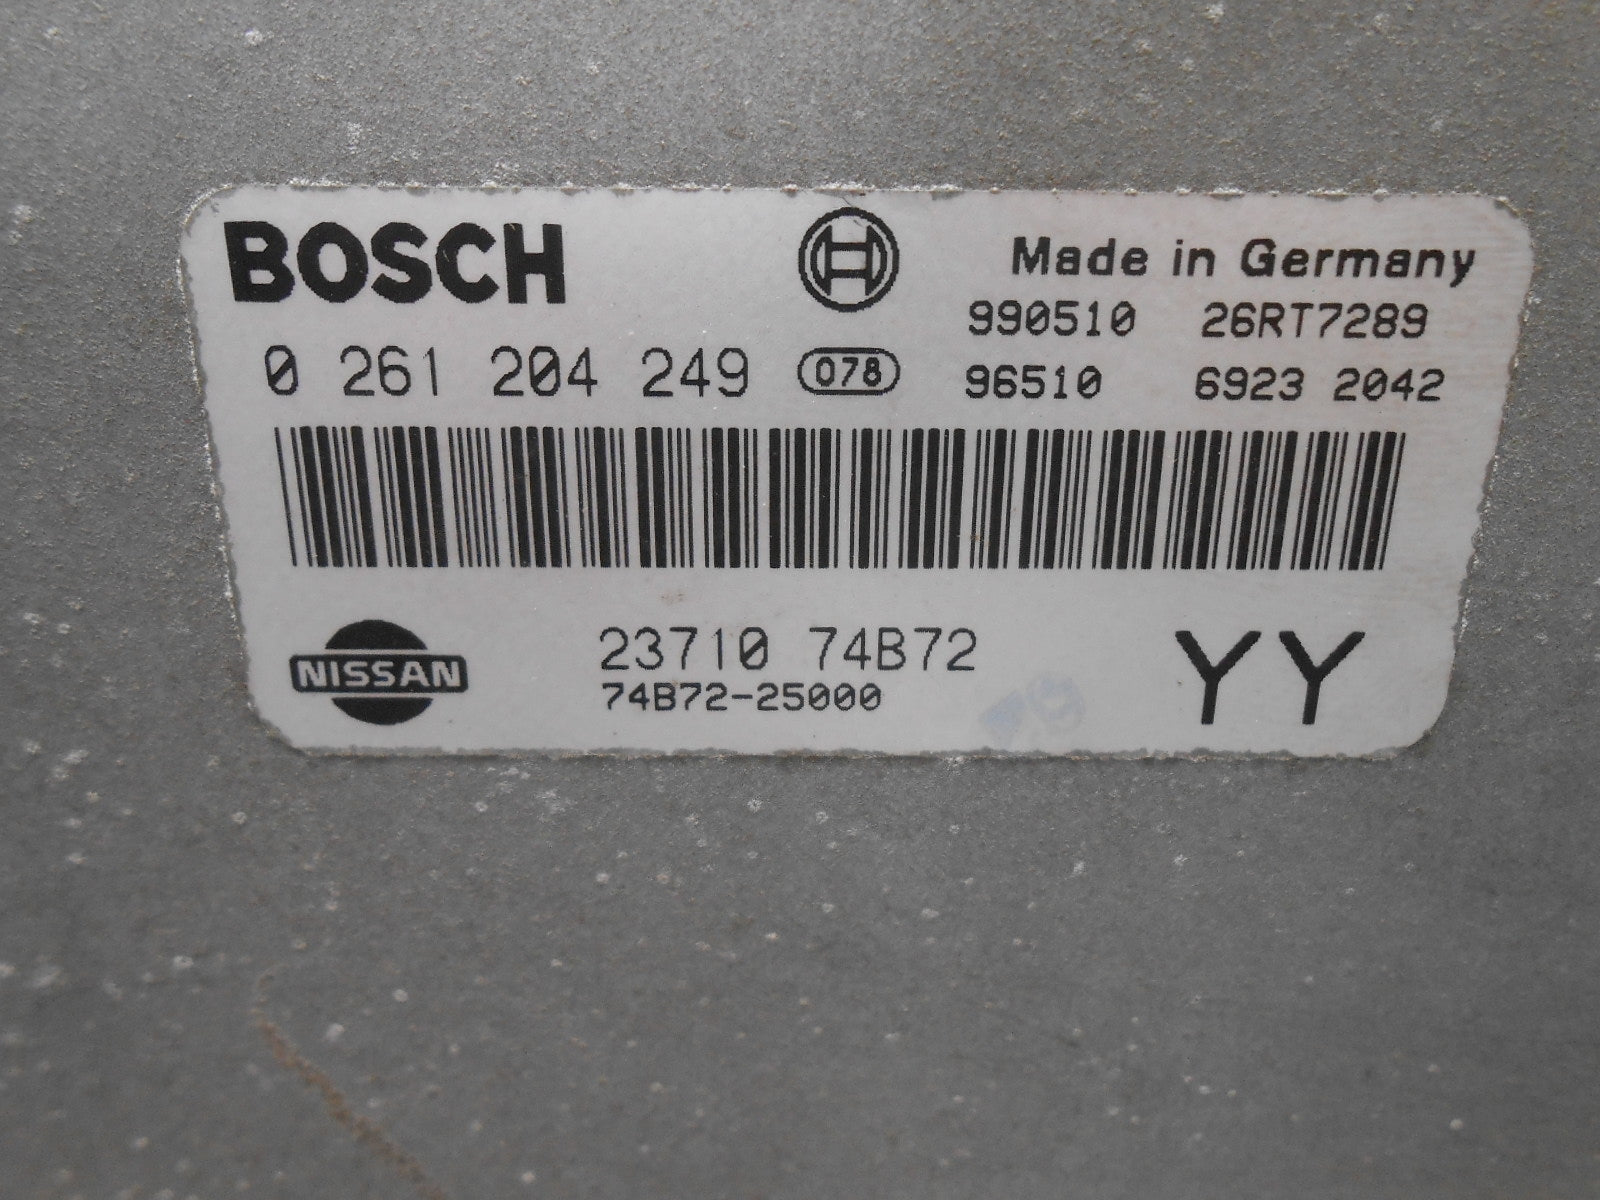 BOSCH
Made in Germany
990510 26RT7289
0 261 204 249 078 96510 6923 2042
NISSAN
23710 74B72
74B72-25000
YY